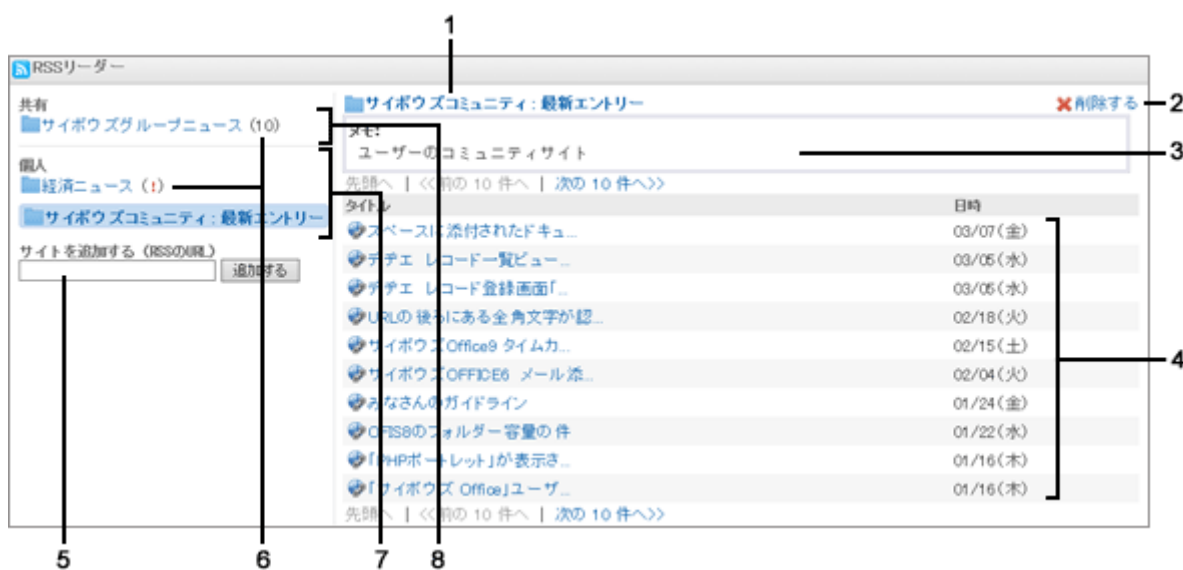 1
RSSリーダー
共有
サイボウズグループニュース (10)
個人
経済ニュース (!)
サイボウズコミュニティ : 最新エントリー
サイトを追加する (RSSのURL)
追加する
サイボウズコミュニティ : 最新エントリー
削除する
2
メモ:
ユーザーのコミュニティサイト
3
先頭へ | <<前の 10 件へ | 次の 10 件へ>>
タイトル 日時
スペースに添付されたドキュ... 03/07(金)
デヂエ レコード一覧ビュー... 03/05(水)
デヂエ レコード登録画面「... 03/05(水)
URLの後ろにある全角文字が認... 02/18(火)
サイボウズOffice9 タイムカ... 02/15(土)
サイボウズOFFICE6 メール添... 02/04(火)
みなさんのガイドライン 01/24(金)
OFIS8のフォルダー容量の件 01/22(水)
「PHPポートレット」が表示さ... 01/16(木)
「サイボウズ Office」ユーザ... 01/16(木)
4
先頭へ | <<前の 10 件へ | 次の 10 件へ>>
5 6 7 8